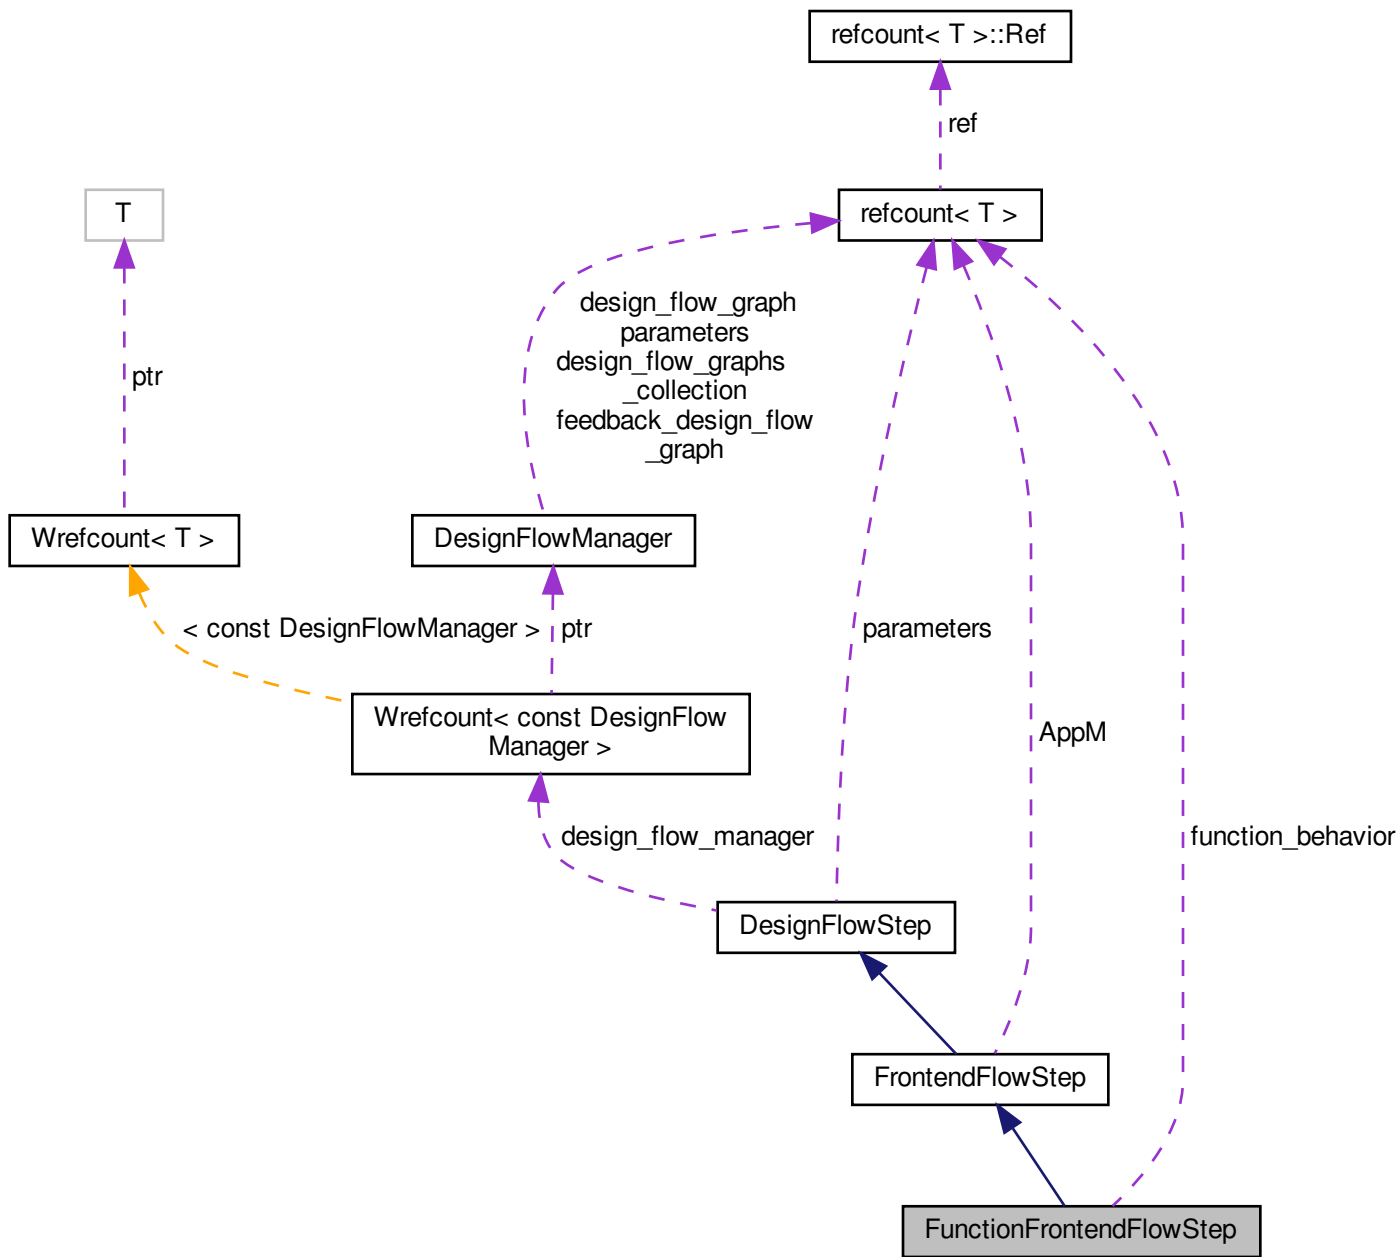 refcount< T >::Ref
ref
T
refcount< T >
design_flow_graph
parameters
design_flow_graphs
_collection
feedback_design_flow
_graph
ptr
Wrefcount< T >
DesignFlowManager
< const DesignFlowManager >
ptr
parameters
Wrefcount< const DesignFlow
Manager >
AppM
design_flow_manager
function_behavior
DesignFlowStep
FrontendFlowStep
FunctionFrontendFlowStep